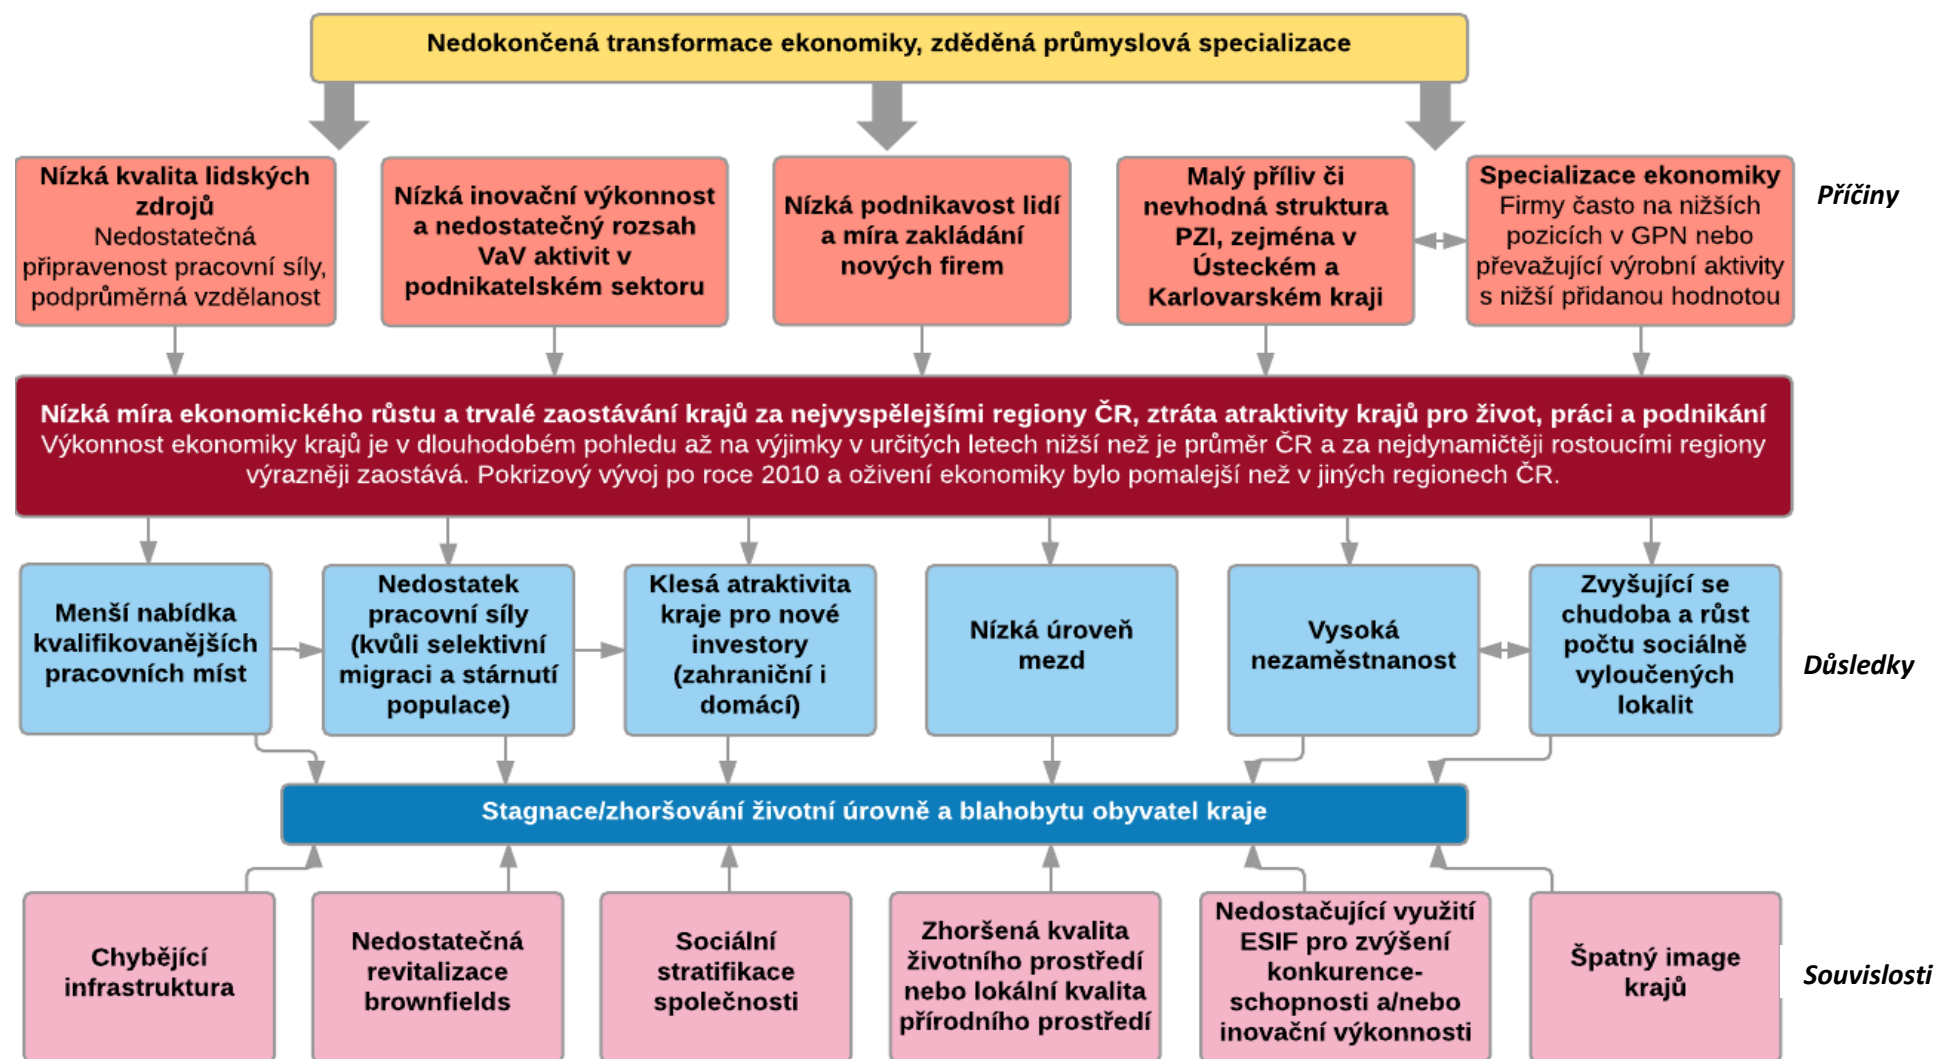 Nedokončená transformace ekonomiky, zděděná průmyslová specializace
Nízká kvalita lidských
zdrojů
Nedostatečná
připravenost pracovní síly,
podprůměrná vzdělanost
Nízká inovační výkonnost
a nedostatečný rozsah
VaV aktivit v
podnikatelském sektoru
Nízká podnikavost lidí
a míra zakládání
nových firem
Malý příliv či
nevhodná struktura
PZI, zejména v
Ústeckém a
Karlovarském kraji
Specializace ekonomiky
Firmy často na nižších
pozicích v GPN nebo
převažující výrobní aktivity
s nižší přidanou hodnotou
Příčiny
Nízká míra ekonomického růstu a trvalé zaostávání krajů za nejvyspělejšími regiony ČR, ztráta atraktivity krajů pro život, práci a podnikání
Výkonnost ekonomiky krajů je v dlouhodobém pohledu až na výjimky v určitých letech nižší než je průměr ČR a za nejdynamičtěji rostoucími regiony
výrazněji zaostává. Pokrizový vývoj po roce 2010 a oživení ekonomiky bylo pomalejší než v jiných regionech ČR.
Menší nabídka
kvalifikovanějších
pracovních míst
Nedostatek
pracovní síly
(kvůli selektivní
migraci a stárnutí
populace)
Klesá atraktivita
kraje pro nové
investory
(zahraniční i
domácí)
Nízká úroveň
mezd
Vysoká
nezaměstnanost
Zvyšující se
chudoba a růst
počtu sociálně
vyloučených
lokalit
Důsledky
Stagnace/zhoršování životní úrovně a blahobytu obyvatel kraje
Chybějící
infrastruktura
Nedostatečná
revitalizace
brownfields
Sociální
stratifikace
společnosti
Zhoršená kvalita
životního prostředí
nebo lokální kvalita
přírodního prostředí
Nedostačující využití
ESIF pro zvýšení
konkurence-
schopnosti a/nebo
inovační výkonnosti
Špatný image
krajů
Souvislosti